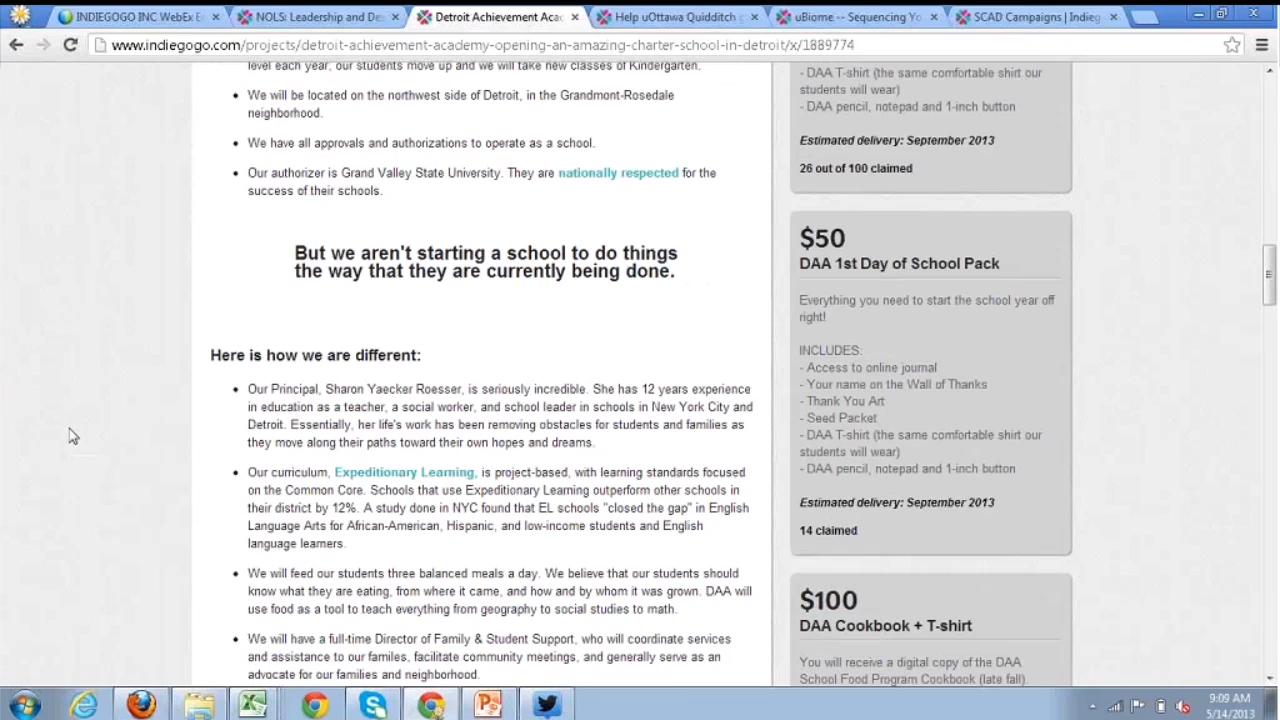 INDIEGOGO INC WebEx E
NOLS: Leadership and De
Detroit Achievement Aca
Help uOttawa Quidditch g
uBiome -- Sequencing Yo
SCAD Campaigns | Indieg
www.indiegogo.com/projects/detroit-achievement-academy-opening-an-amazing-charter-school-in-detroit/x/1889774
level each year, our students move up and we will take new classes of Kindergarten.
We will be located on the northwest side of Detroit, in the Grandmont-Rosedale
neighborhood.
We have all approvals and authorizations to operate as a school.
Our authorizer is Grand Valley State University. They are nationally respected for the
success of their schools.
But we aren't starting a school to do things
the way that they are currently being done.
Here is how we are different:
Our Principal, Sharon Yaecker Roesser, is seriously incredible. She has 12 years experience
in education as a teacher, a social worker, and school leader in schools in New York City and
Detroit. Essentially, her life's work has been removing obstacles for students and families as
they move along their paths toward their own hopes and dreams.
Our curriculum, Expeditionary Learning, is project-based, with learning standards focused
on the Common Core. Schools that use Expeditionary Learning outperform other schools in
their district by 12%. A study done in NYC found that EL schools "closed the gap" in English
Language Arts for African-American, Hispanic, and low-income students and English
language learners.
We will feed our students three balanced meals a day. We believe that our students should
know what they are eating, from where it came, and how and by whom it was grown. DAA will
use food as a tool to teach everything from geography to social studies to math.
We will have a full-time Director of Family & Student Support, who will coordinate services
and assistance to our familes, facilitate community meetings, and generally serve as an
advocate for our families and neighborhood.
- DAA T-shirt (the same comfortable shirt our
students will wear)
- DAA pencil, notepad and 1-inch button
Estimated delivery: September 2013
26 out of 100 claimed
$50
DAA 1st Day of School Pack
Everything you need to start the school year off
right!
INCLUDES:
- Access to online journal
- Your name on the Wall of Thanks
- Thank You Art
- Seed Packet
- DAA T-shirt (the same comfortable shirt our
students will wear)
- DAA pencil, notepad and 1-inch button
Estimated delivery: September 2013
14 claimed
$100
DAA Cookbook + T-shirt
You will receive a digital copy of the DAA
School Food Program Cookbook (late fall).
9:09 AM
5/14/2013